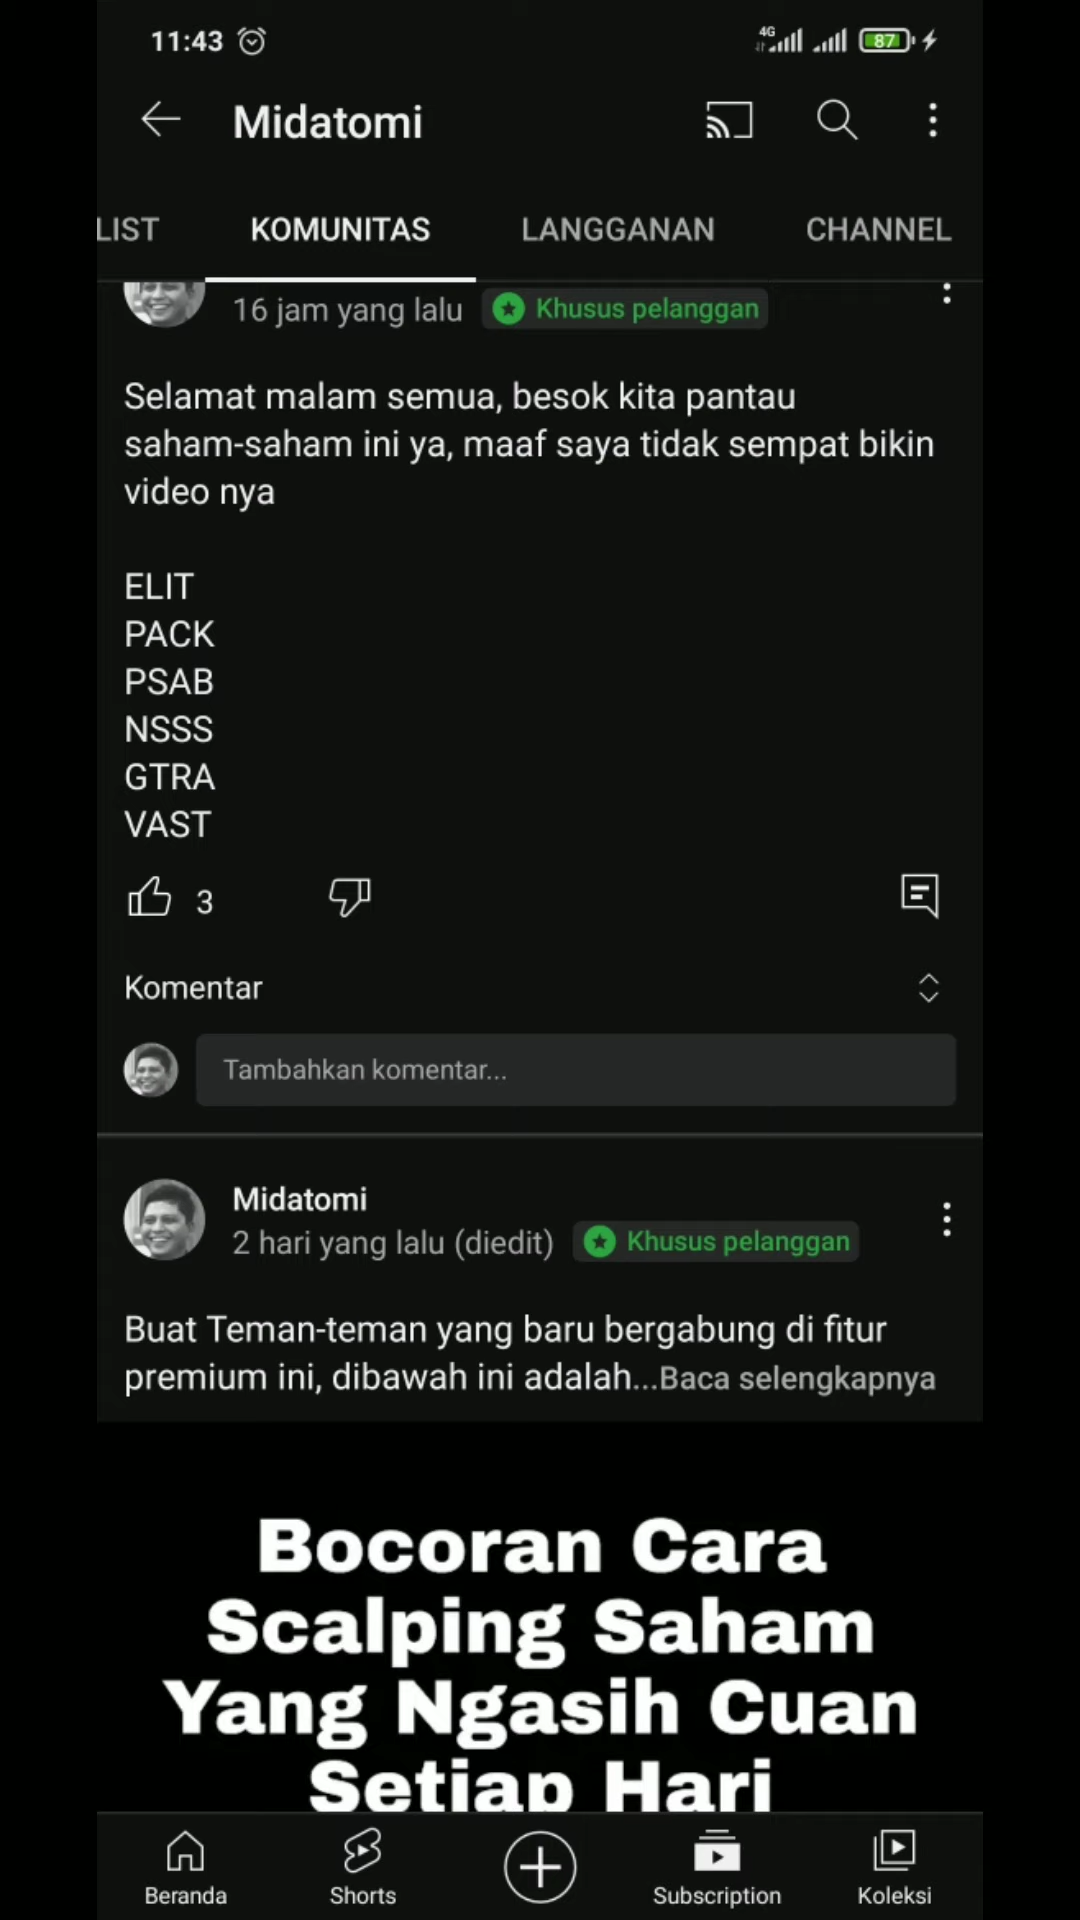 11:43
4G
87
Midatomi
LIST KOMUNITAS LANGGANAN CHANNEL
16 jam yang lalu Khusus pelanggan
Selamat malam semua, besok kita pantau
saham-saham ini ya, maaf saya tidak sempat bikin
video nya
ELIT
PACK
PSAB
NSSS
GTRA
VAST
3
Komentar
Tambahkan komentar...
Midatomi
2 hari yang lalu (diedit) Khusus pelanggan
Buat Teman-teman yang baru bergabung di fitur
premium ini, dibawah ini adalah...Baca selengkapnya
Bocoran Cara
Scalping Saham
Yang Ngasih Cuan
Setiap Hari
Beranda Shorts Subscription Koleksi